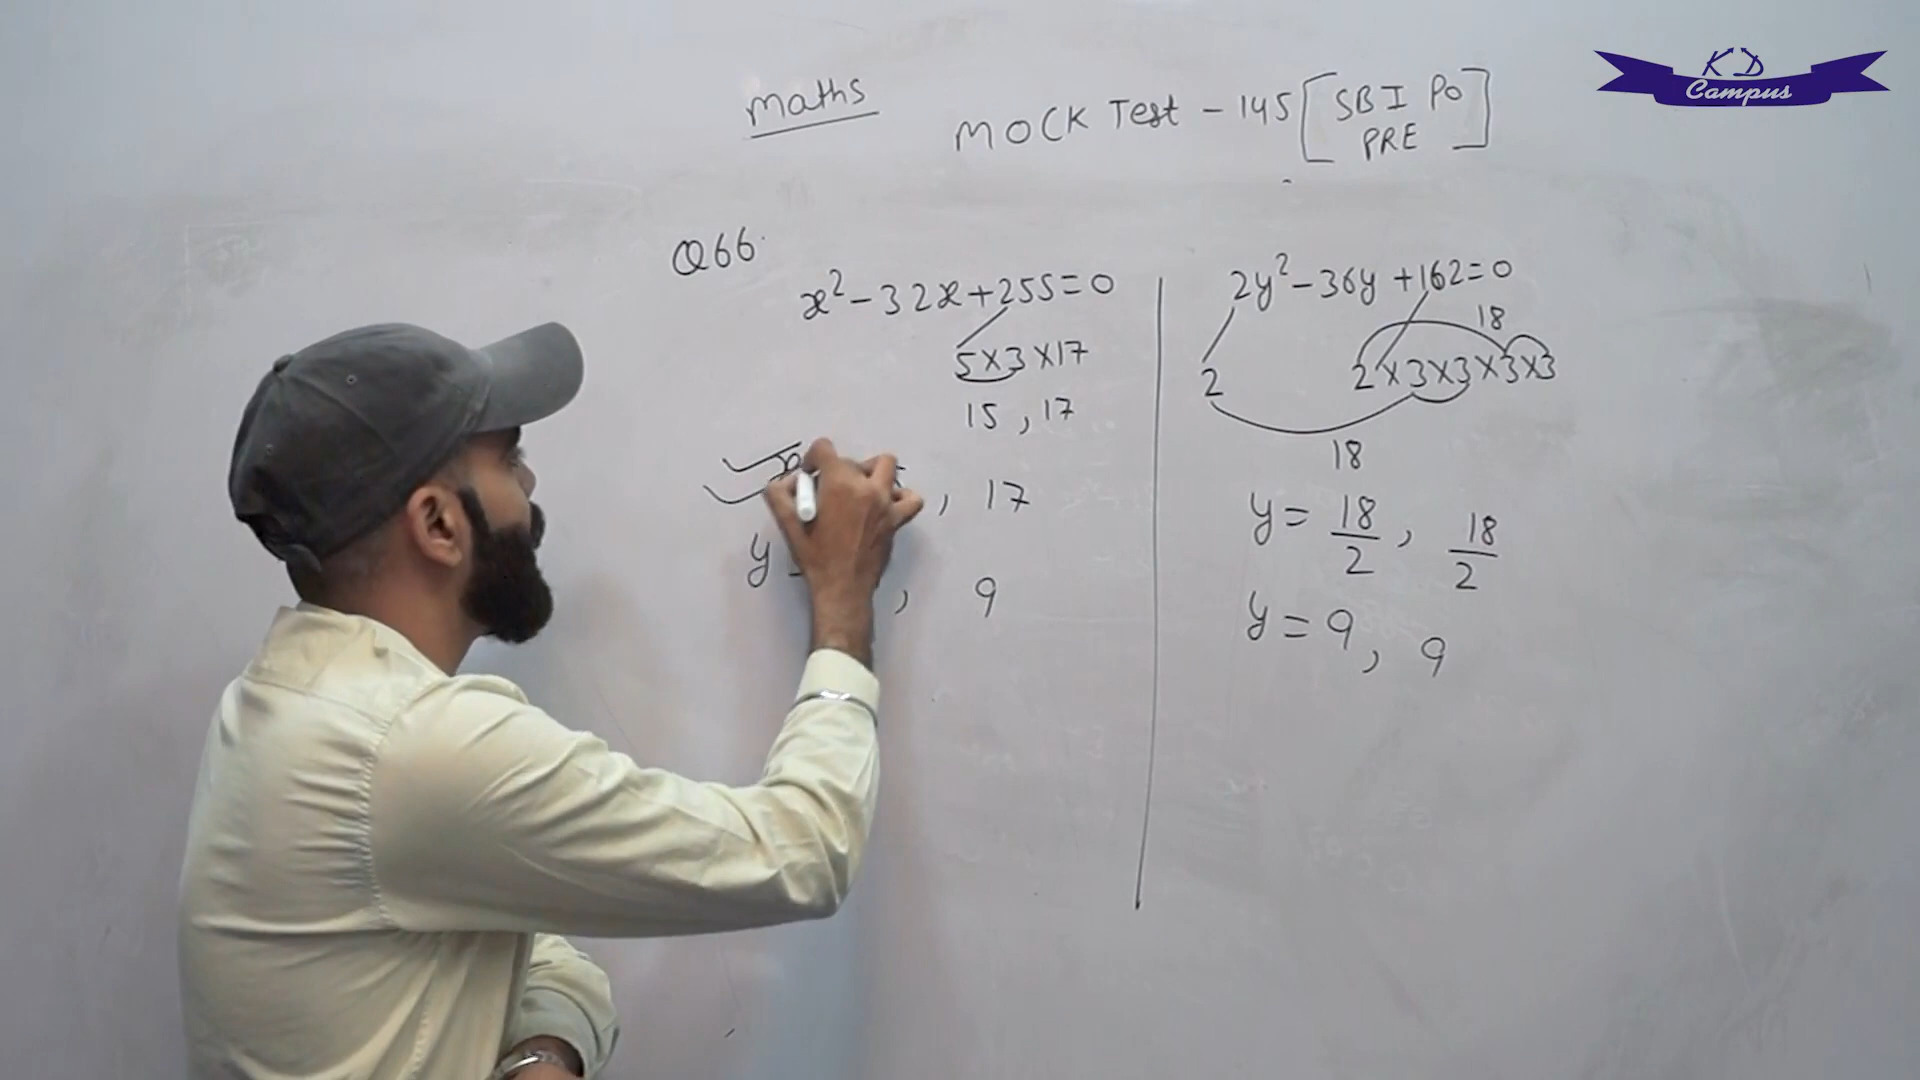 KD
Campus
maths
MOCK Test - 145 [SBI PO PRE]
Q66.
x² - 32x + 255 = 0
5 × 3 × 17
15 , 17
, 17
y =
, 9
2y² - 36y + 162 = 0
18
2 2 × 3 × 3 × 3 × 3
18
y = 18/2 , 18/2
y = 9 , 9